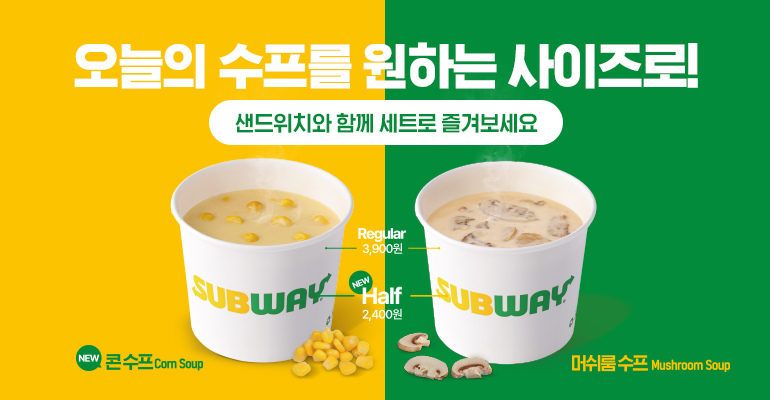 오늘의 수프를 원하는 사이즈로!
샌드위치와 함께 세트로 즐겨보세요
Regular
3,900원
NEW
Half
2,400원
SUBWAY
SUBWAY
NEW 콘 수프 Corn Soup
머쉬룸 수프 Mushroom Soup